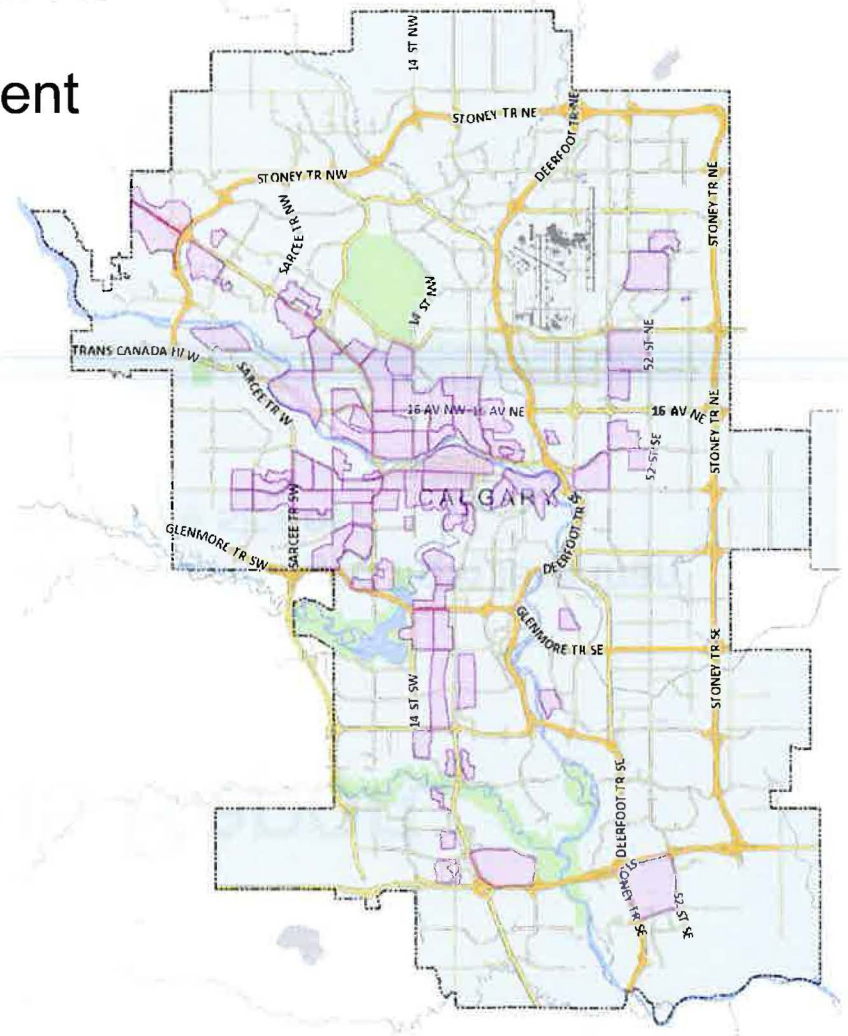 ent
14 ST NW
STONEY TR NE
DEERFOOT TR NE
STONEY TR NW
STONEY TR NE
SARCEE TR NW
14 ST NW
52 ST NE
TRANS CANADA HI W
SARCEE TR W
16 AV NW
16 AV NE
16 AV NE
STONEY TR NE
52 ST SE
CALGARY
SARCEE TR SW
GLENMORE TR SW
DEERFOOT TR SE
GLENMORE TR SE
STONEY TR SE
14 ST SW
DEERFOOT TR SE
STONEY TR SE
52 ST SE